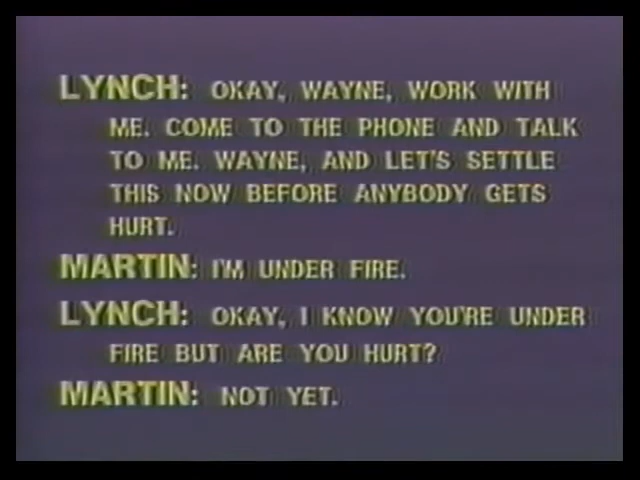 LYNCH: OKAY, WAYNE, WORK WITH
ME. COME TO THE PHONE AND TALK
TO ME. WAYNE, AND LET'S SETTLE
THIS NOW BEFORE ANYBODY GETS
HURT.
MARTIN: I'M UNDER FIRE.
LYNCH: OKAY, I KNOW YOU'RE UNDER
FIRE BUT ARE YOU HURT?
MARTIN: NOT YET.